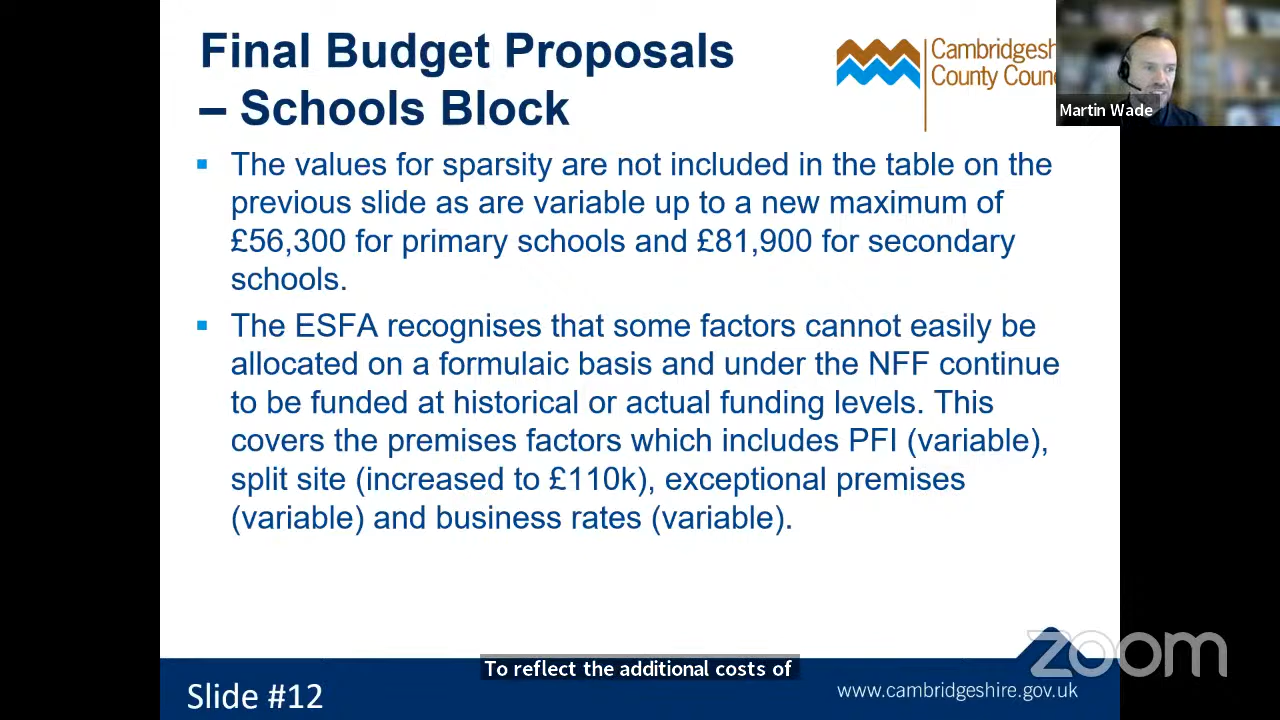 Final Budget Proposals
– Schools Block
Cambridgesh
County Counc
Martin Wade
▪ The values for sparsity are not included in the table on the
previous slide as are variable up to a new maximum of
£56,300 for primary schools and £81,900 for secondary
schools.
▪ The ESFA recognises that some factors cannot easily be
allocated on a formulaic basis and under the NFF continue
to be funded at historical or actual funding levels. This
covers the premises factors which includes PFI (variable),
split site (increased to £110k), exceptional premises
(variable) and business rates (variable).
zoom
To reflect the additional costs of
Slide #12
www.cambridgeshire.gov.uk